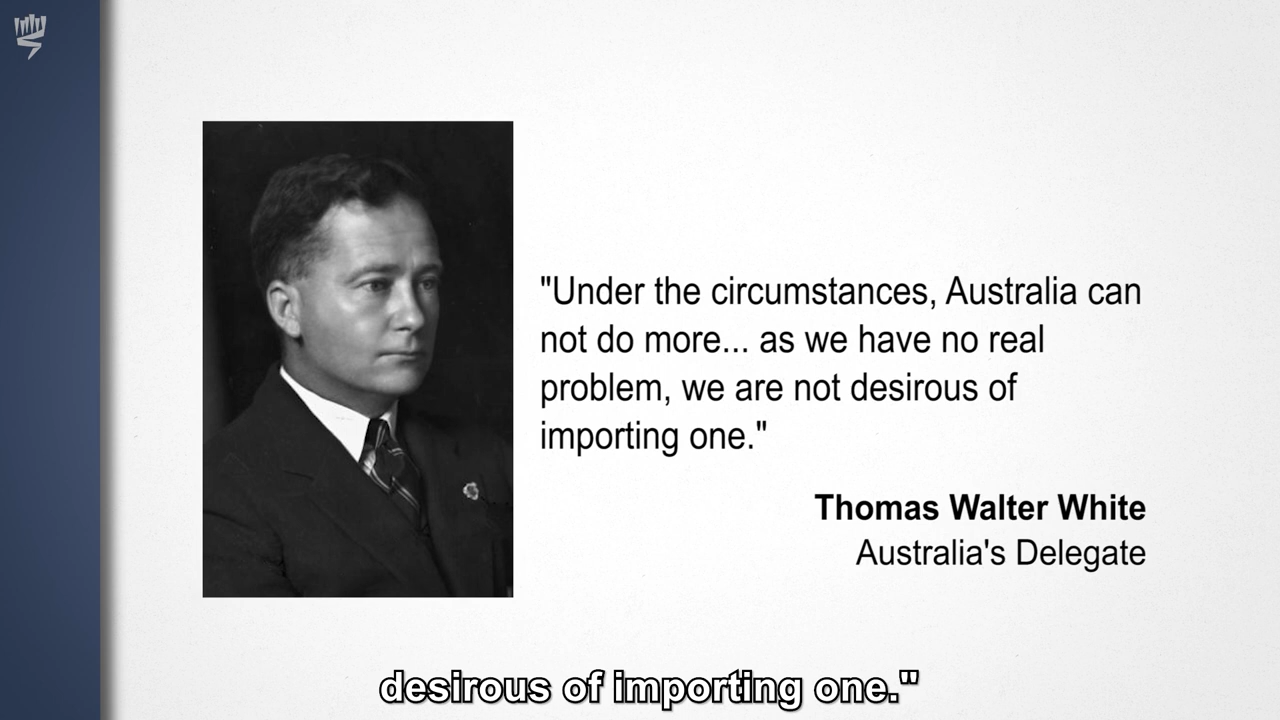 "Under the circumstances, Australia can
not do more... as we have no real
problem, we are not desirous of
importing one."
Thomas Walter White
Australia's Delegate
desirous of importing one."